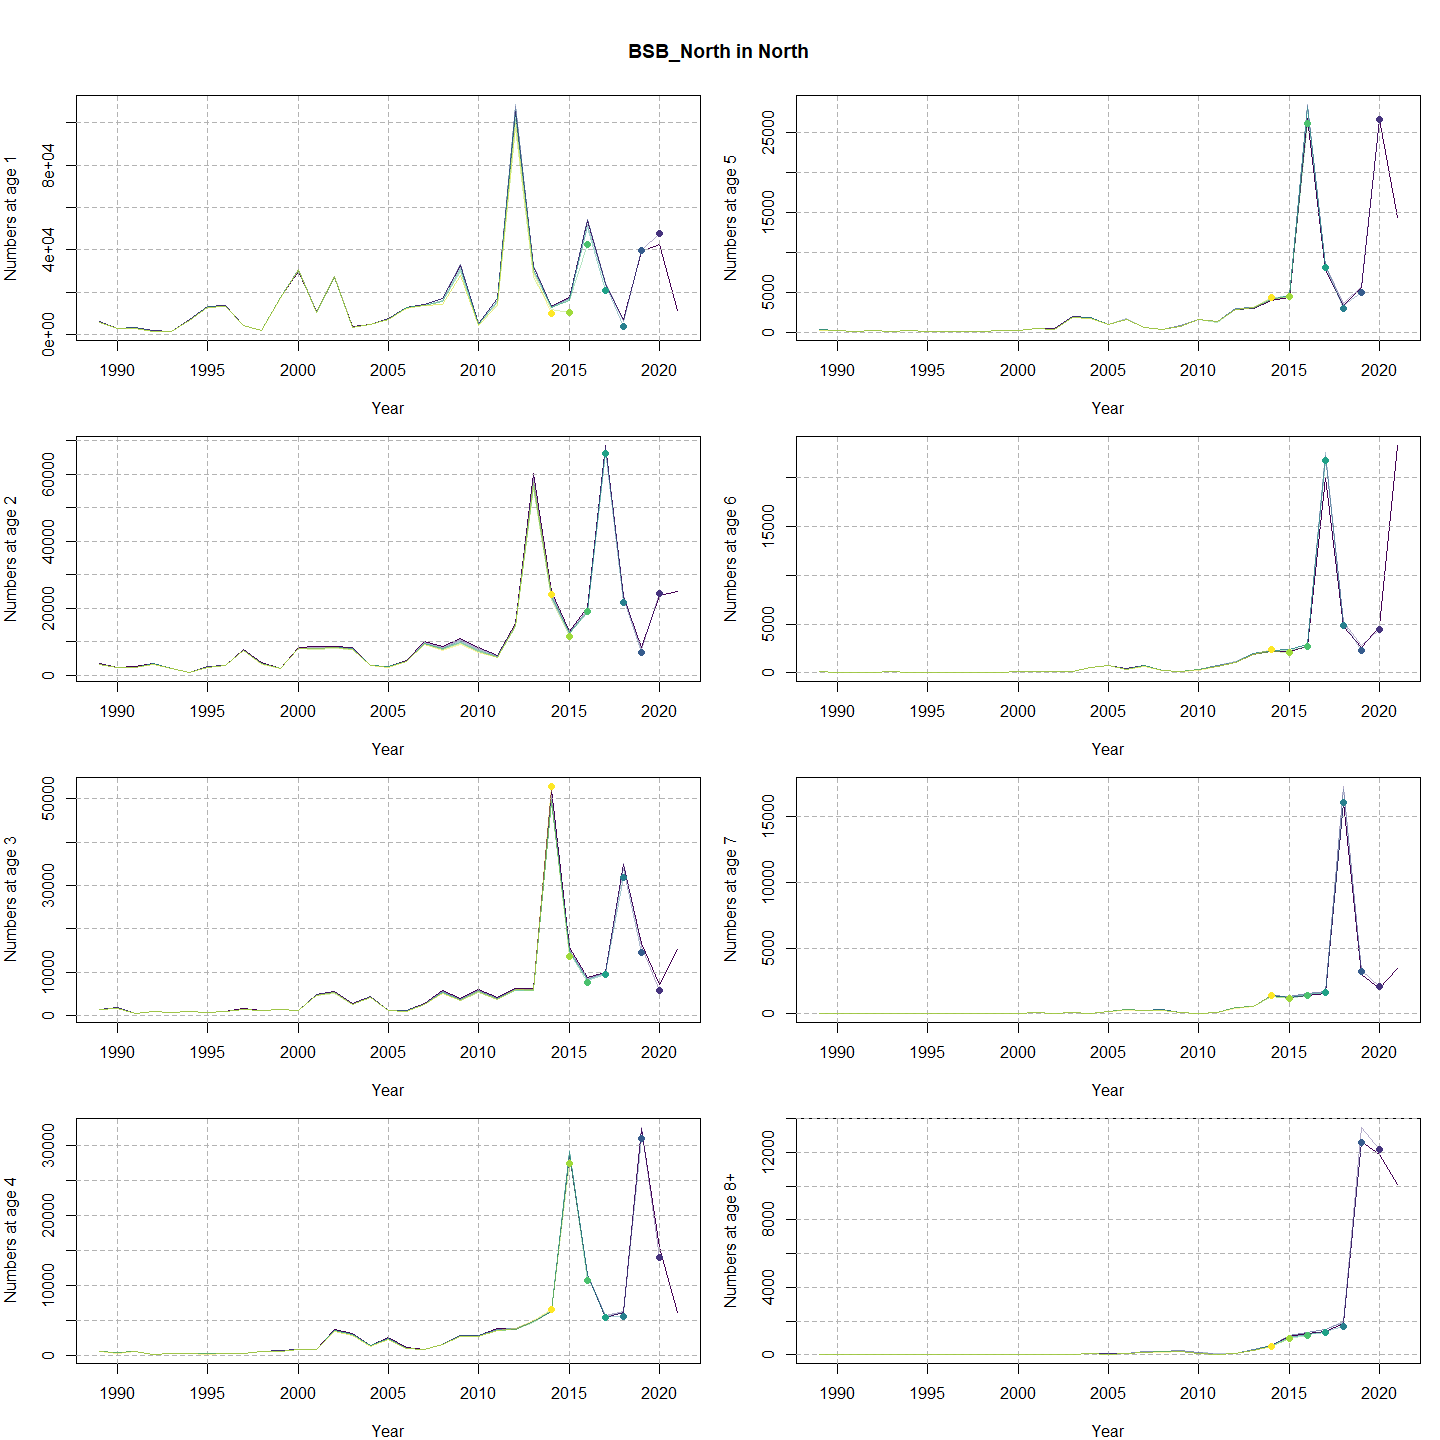 BSB_North in North
Numbers at age 1
0e+00 4e+04 8e+04
1990 1995 2000 2005 2010 2015 2020
Year
Numbers at age 5
0 5000 15000 25000
1990 1995 2000 2005 2010 2015 2020
Year
Numbers at age 2
0 20000 40000 60000
1990 1995 2000 2005 2010 2015 2020
Year
Numbers at age 6
0 5000 15000
1990 1995 2000 2005 2010 2015 2020
Year
Numbers at age 3
0 10000 30000 50000
1990 1995 2000 2005 2010 2015 2020
Year
Numbers at age 7
0 5000 10000 15000
1990 1995 2000 2005 2010 2015 2020
Year
Numbers at age 4
0 10000 20000 30000
1990 1995 2000 2005 2010 2015 2020
Year
Numbers at age 8+
0 4000 8000 12000
1990 1995 2000 2005 2010 2015 2020
Year